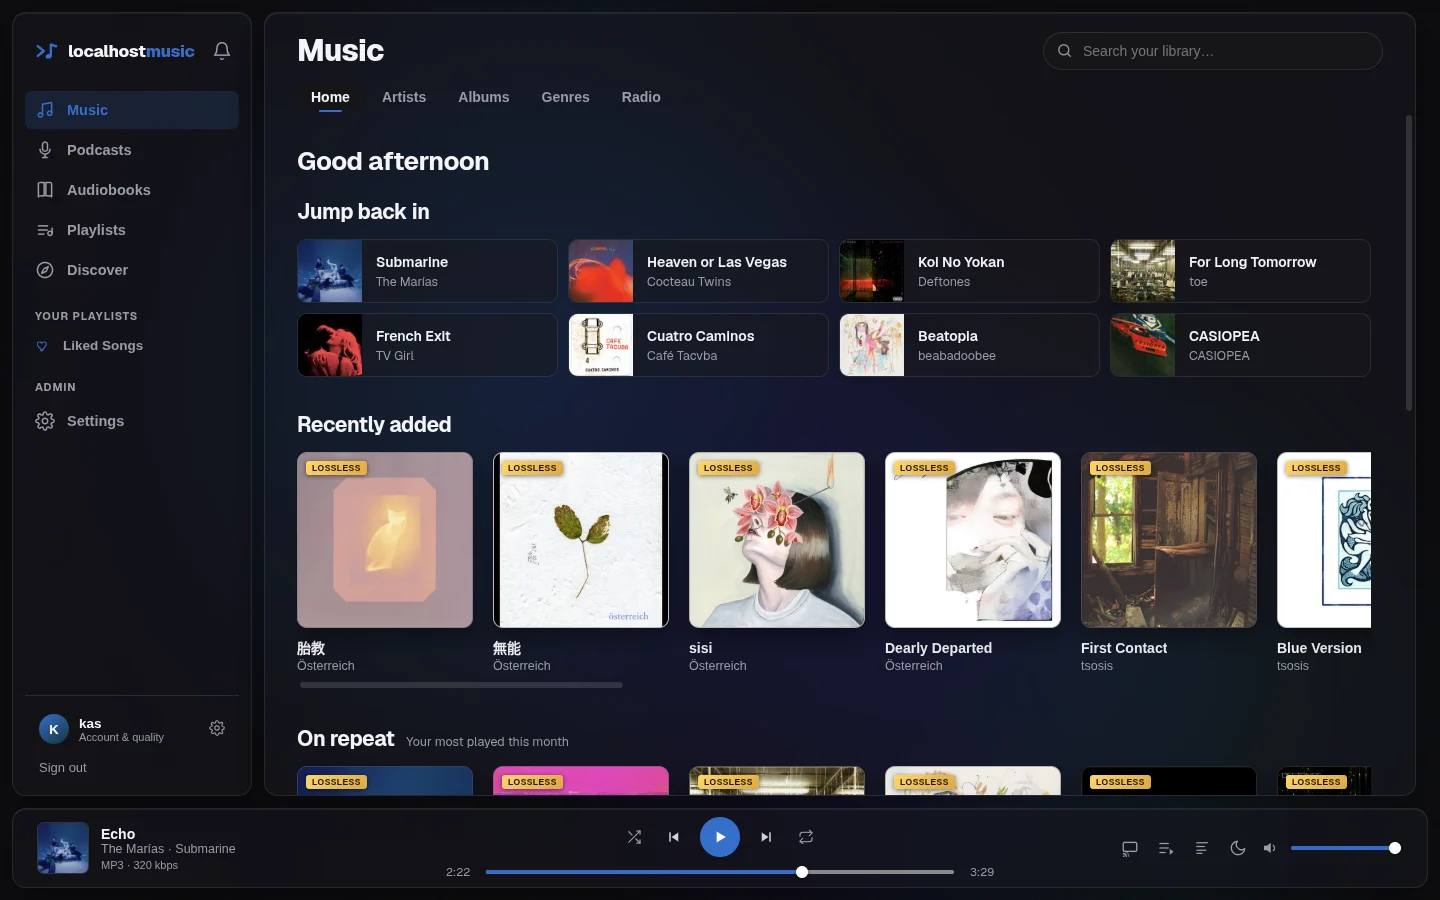 localhostmusic
Music
Podcasts
Audiobooks
Playlists
Discover
YOUR PLAYLISTS
Liked Songs
ADMIN
Settings
K
kas
Account & quality
Sign out
Music
Search your library…
Home
Artists
Albums
Genres
Radio
Good afternoon
Jump back in
Submarine
The Marías
Heaven or Las Vegas
Cocteau Twins
Koi No Yokan
Deftones
For Long Tomorrow
toe
French Exit
TV Girl
CAFE
TACVBA
CUATRO CAMINOS
Cuatro Caminos
Café Tacvba
Beatopia
beabadoobee
CASIOPEA
CASIOPEA
Recently added
LOSSLESS
胎教
Österreich
LOSSLESS
österreich
無能
Österreich
LOSSLESS
sisi
Österreich
LOSSLESS
Dearly Departed
Österreich
LOSSLESS
First Contact
tsosis
LOSSLESS
Blue Version
tsosis
On repeat
Your most played this month
LOSSLESS
LOSSLESS
LOSSLESS
LOSSLESS
LOSSLESS
LOSSLESS
Echo
The Marías · Submarine
MP3 · 320 kbps
2:22
3:29